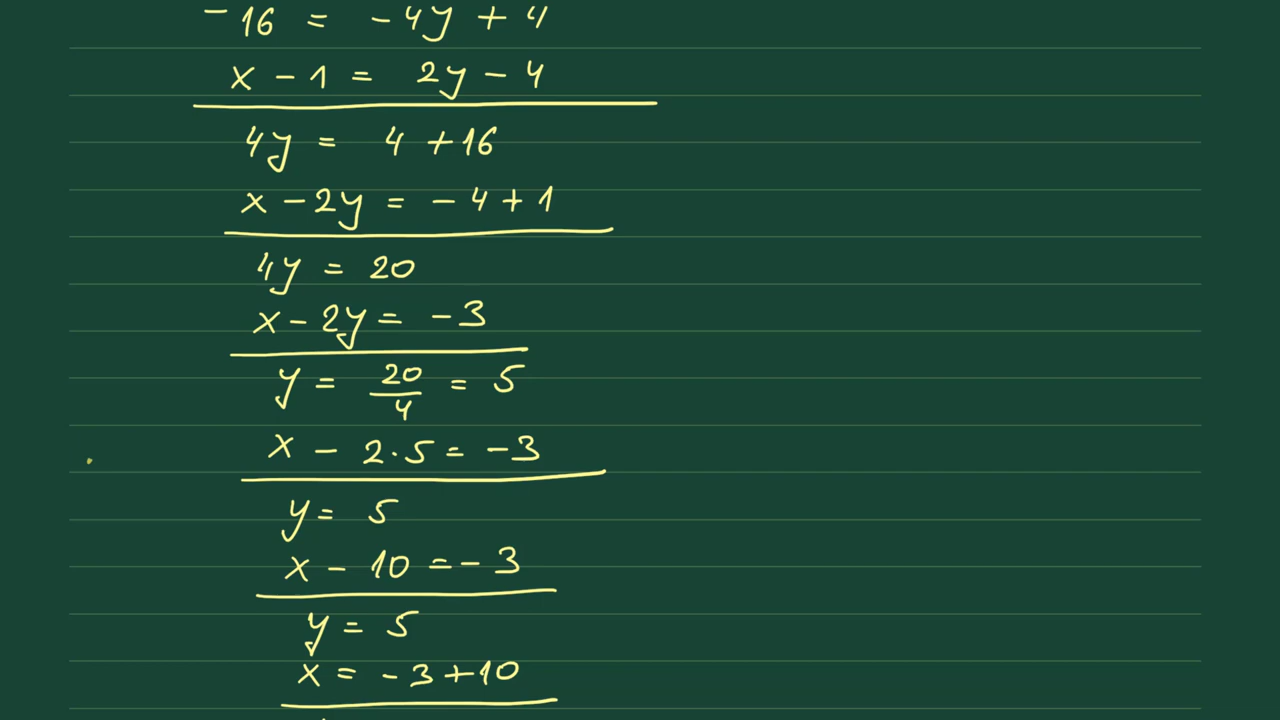 -16 = -4y + 4
x - 1 = 2y - 4
4y = 4 + 16
x - 2y = -4 + 1
4y = 20
x - 2y = -3
y = 20/4 = 5
x - 2·5 = -3
y = 5
x - 10 = -3
y = 5
x = -3 + 10